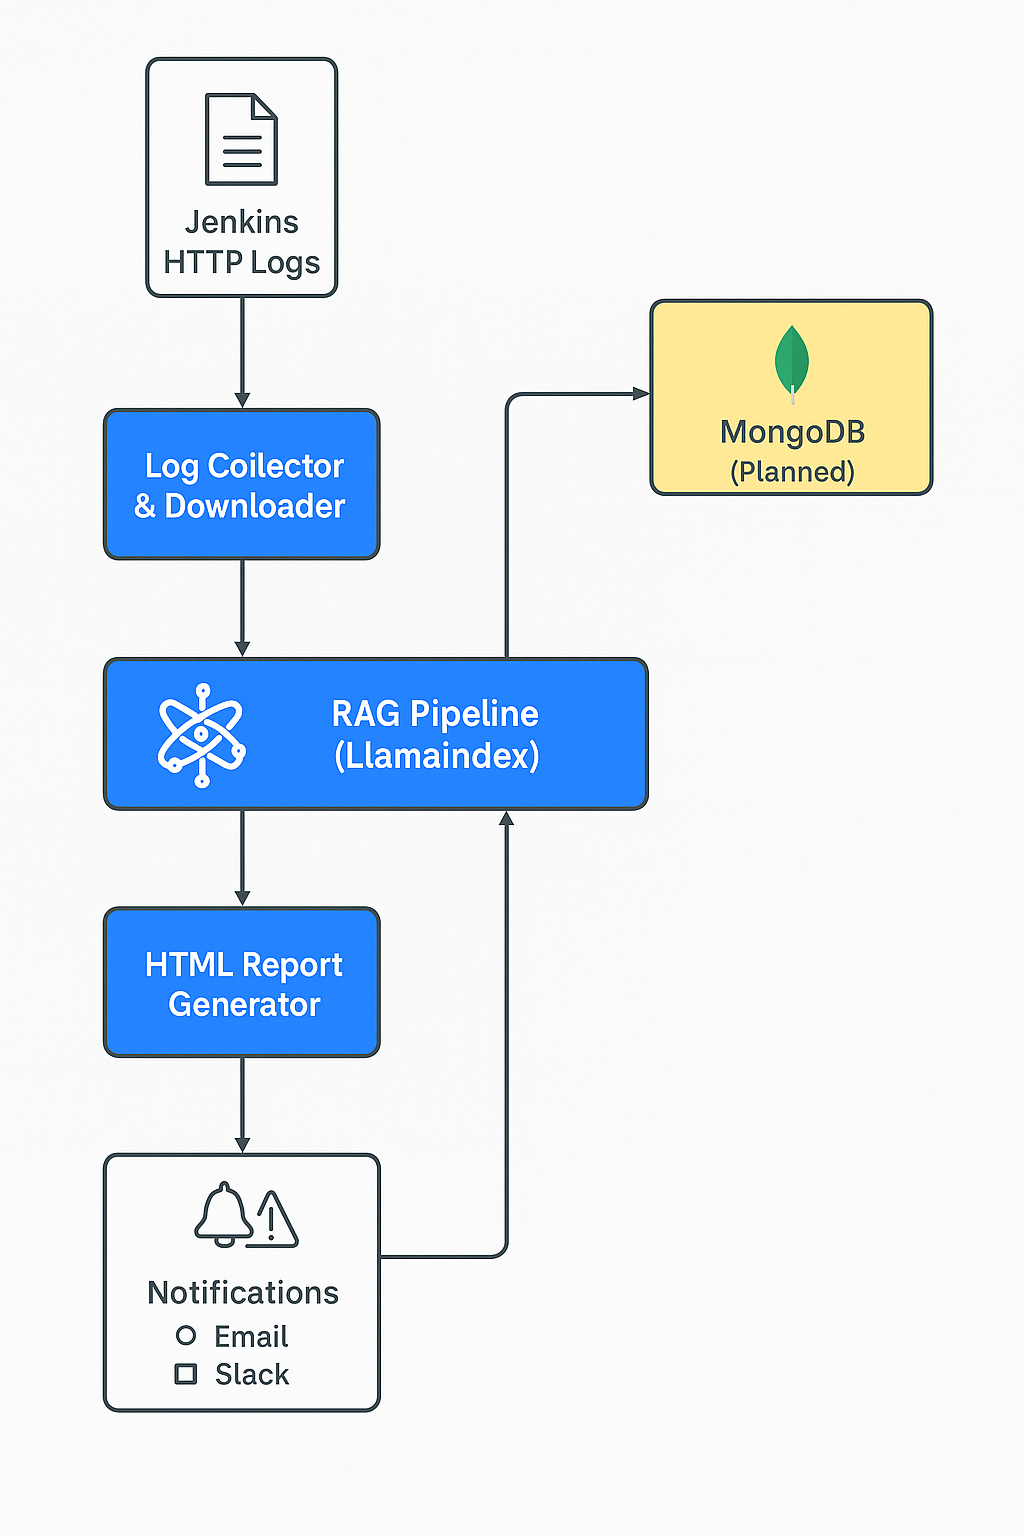 Jenkins
HTTP Logs
Log Coilector
& Downloader
MongoDB
(Planned)
RAG Pipeline
(Llamaindex)
HTML Report
Generator
Notifications
Email
Slack